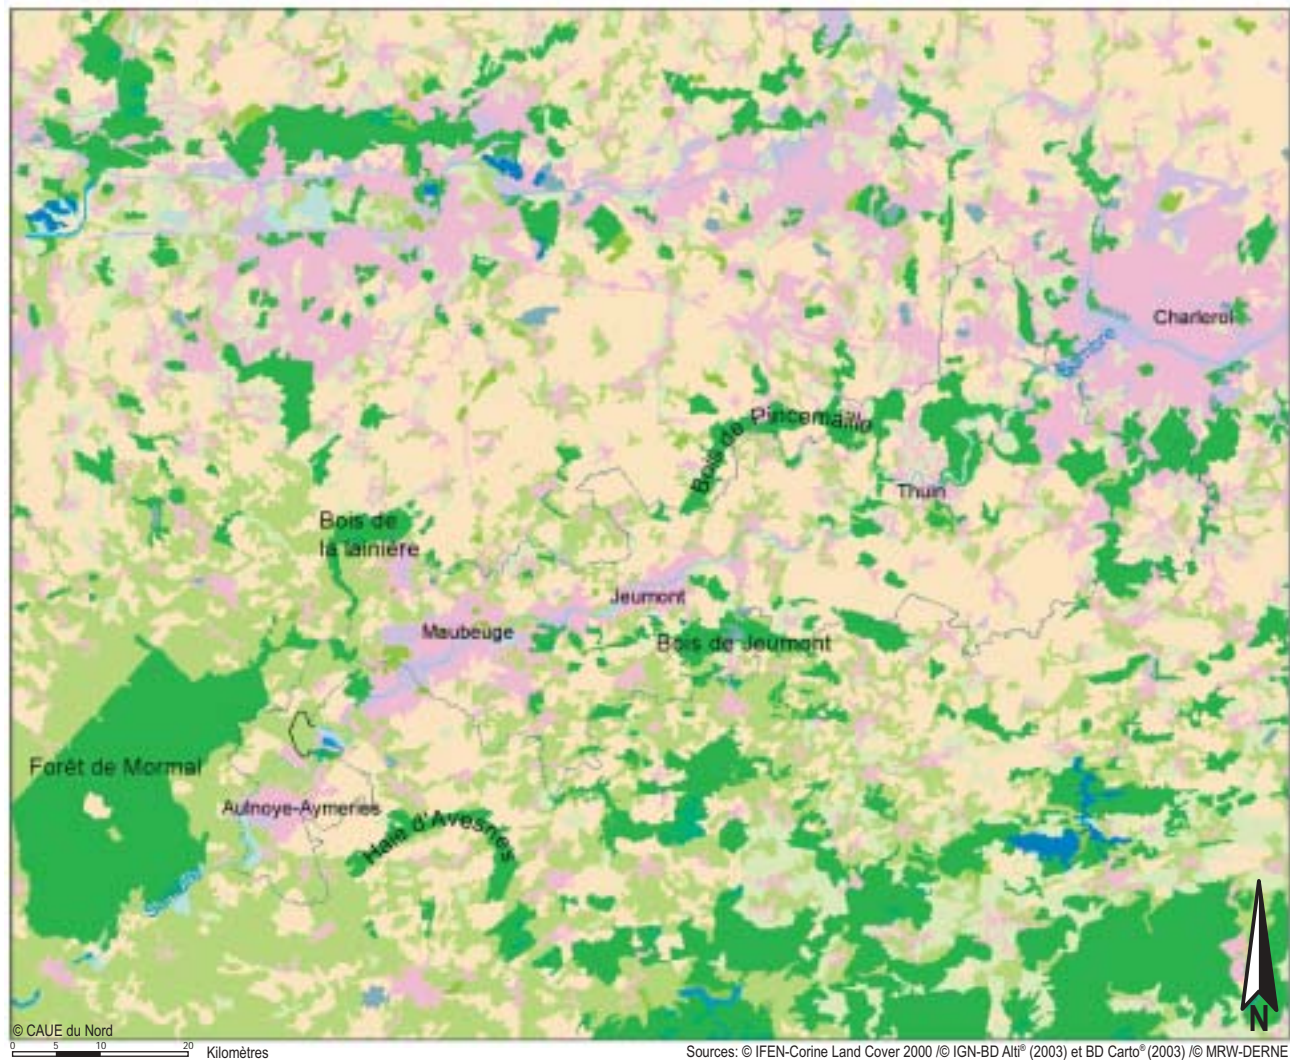 Charleroi
Sambre
Bois de Pincemaille
Thuin
Bois de
la lainière
Jeumont
Maubeuge
Bois de Jeumont
Forêt de Mormal
Aulnoye-Aymeries
Haie d'Avesnes
Sambre
N
© CAUE du Nord
0 5 10 20 Kilomètres
Sources: © IFEN-Corine Land Cover 2000 /© IGN-BD Alti® (2003) et BD Carto® (2003) /© MRW-DERNE